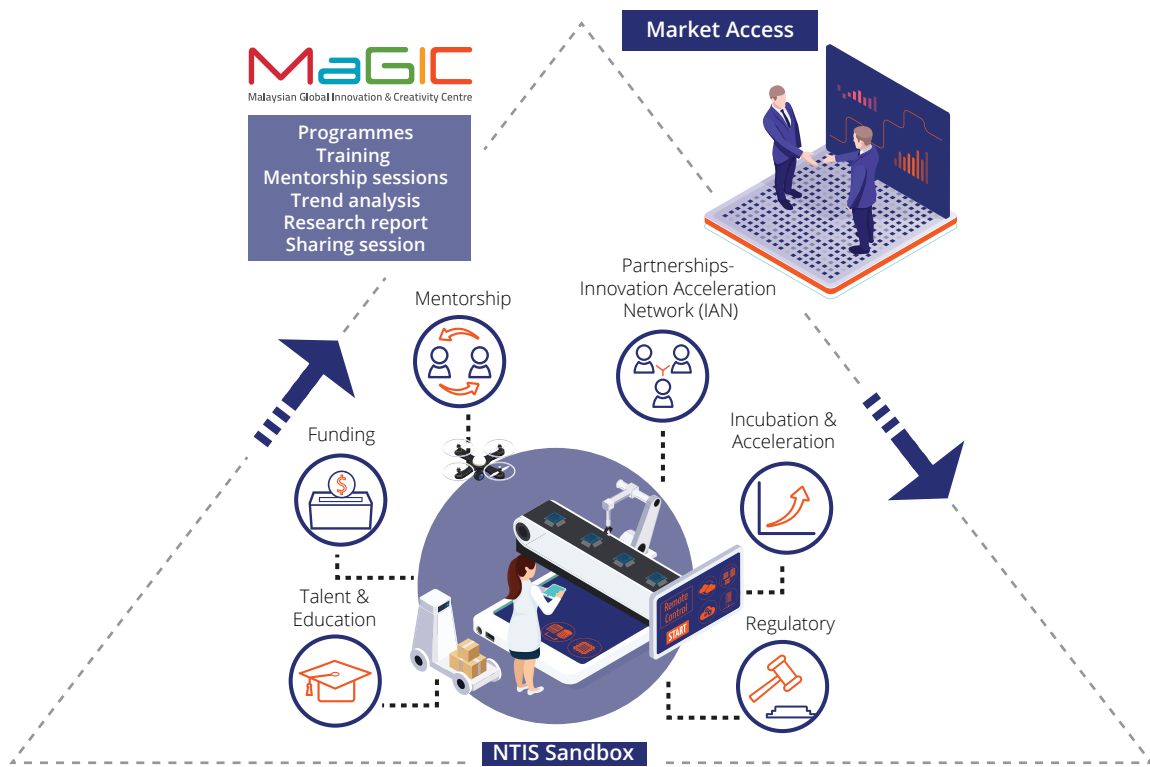 Market Access
MaGIC
Malaysian Global Innovation & Creativity Centre
Programmes
Training
Mentorship sessions
Trend analysis
Research report
Sharing session
Partnerships-
Innovation Acceleration
Network (IAN)
Mentorship
Incubation &
Acceleration
Funding
$
Talent &
Education
Remote
Control
START
Regulatory
NTIS Sandbox